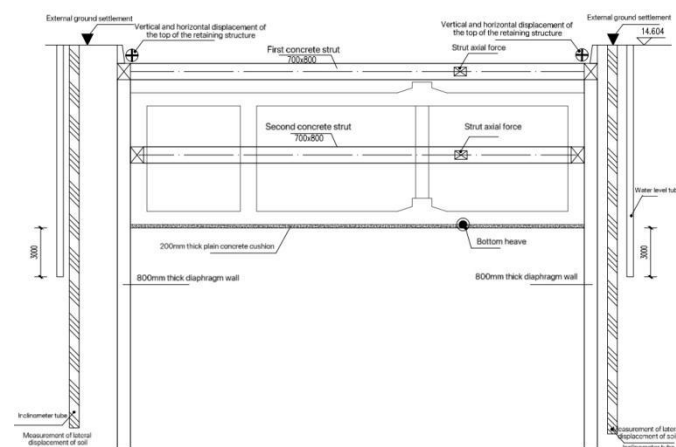 External ground settlement
Vertical and horizontal displacement of
the top of the retaining structure
Vertical and horizontal displacement of
the top of the retaining structure
External ground settlement
14.604
First concrete strut
700x800
Strut axial force
Second concrete strut
700x800
Strut axial force
Water level tub
3000
3000
200mm thick plain concrete cushion
Bottom heave
800mm thick diaphragm wall
800mm thick diaphragm wall
Inclinometer tube
Measurement of lateral
displacement of soil
Measurement of later
displacement of soil
Inclinometer tube